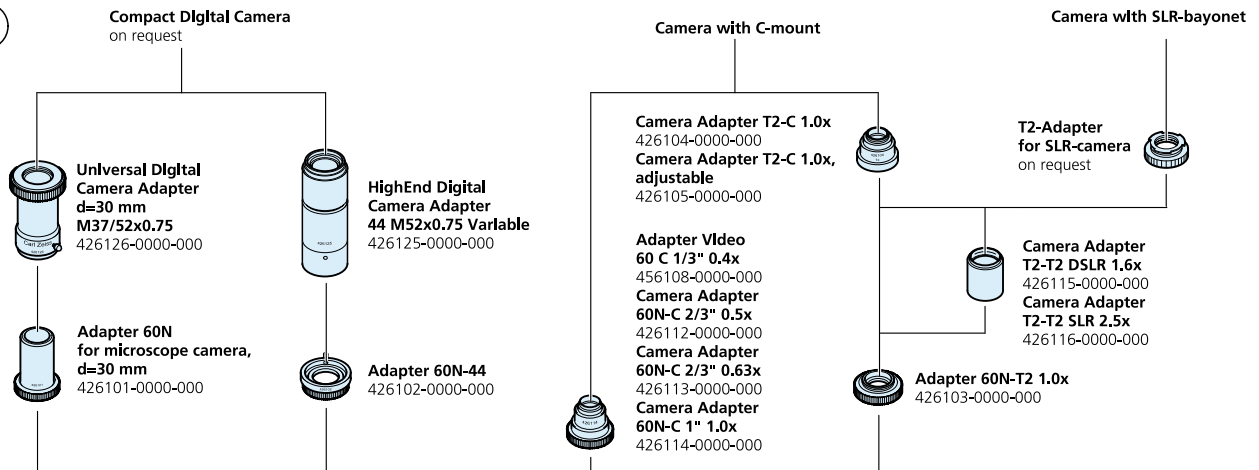 Compact Digital Camera
on request
Universal Digital
Camera Adapter
d=30 mm
M37/52x0.75
426126-0000-000
Carl Zeiss
HighEnd Digital
Camera Adapter
44 M52x0.75 Variable
426125-0000-000
Adapter 60N
for microscope camera,
d=30 mm
426101-0000-000
Adapter 60N-44
426102-0000-000
Camera with C-mount
Camera Adapter T2-C 1.0x
426104-0000-000
Camera Adapter T2-C 1.0x,
adjustable
426105-0000-000
Adapter Video
60 C 1/3" 0.4x
456108-0000-000
Camera Adapter
60N-C 2/3" 0.5x
426112-0000-000
Camera Adapter
60N-C 2/3" 0.63x
426113-0000-000
Camera Adapter
60N-C 1" 1.0x
426114-0000-000
Camera with SLR-bayonet
T2-Adapter
for SLR-camera
on request
Camera Adapter
T2-T2 DSLR 1.6x
426115-0000-000
Camera Adapter
T2-T2 SLR 2.5x
426116-0000-000
Adapter 60N-T2 1.0x
426103-0000-000